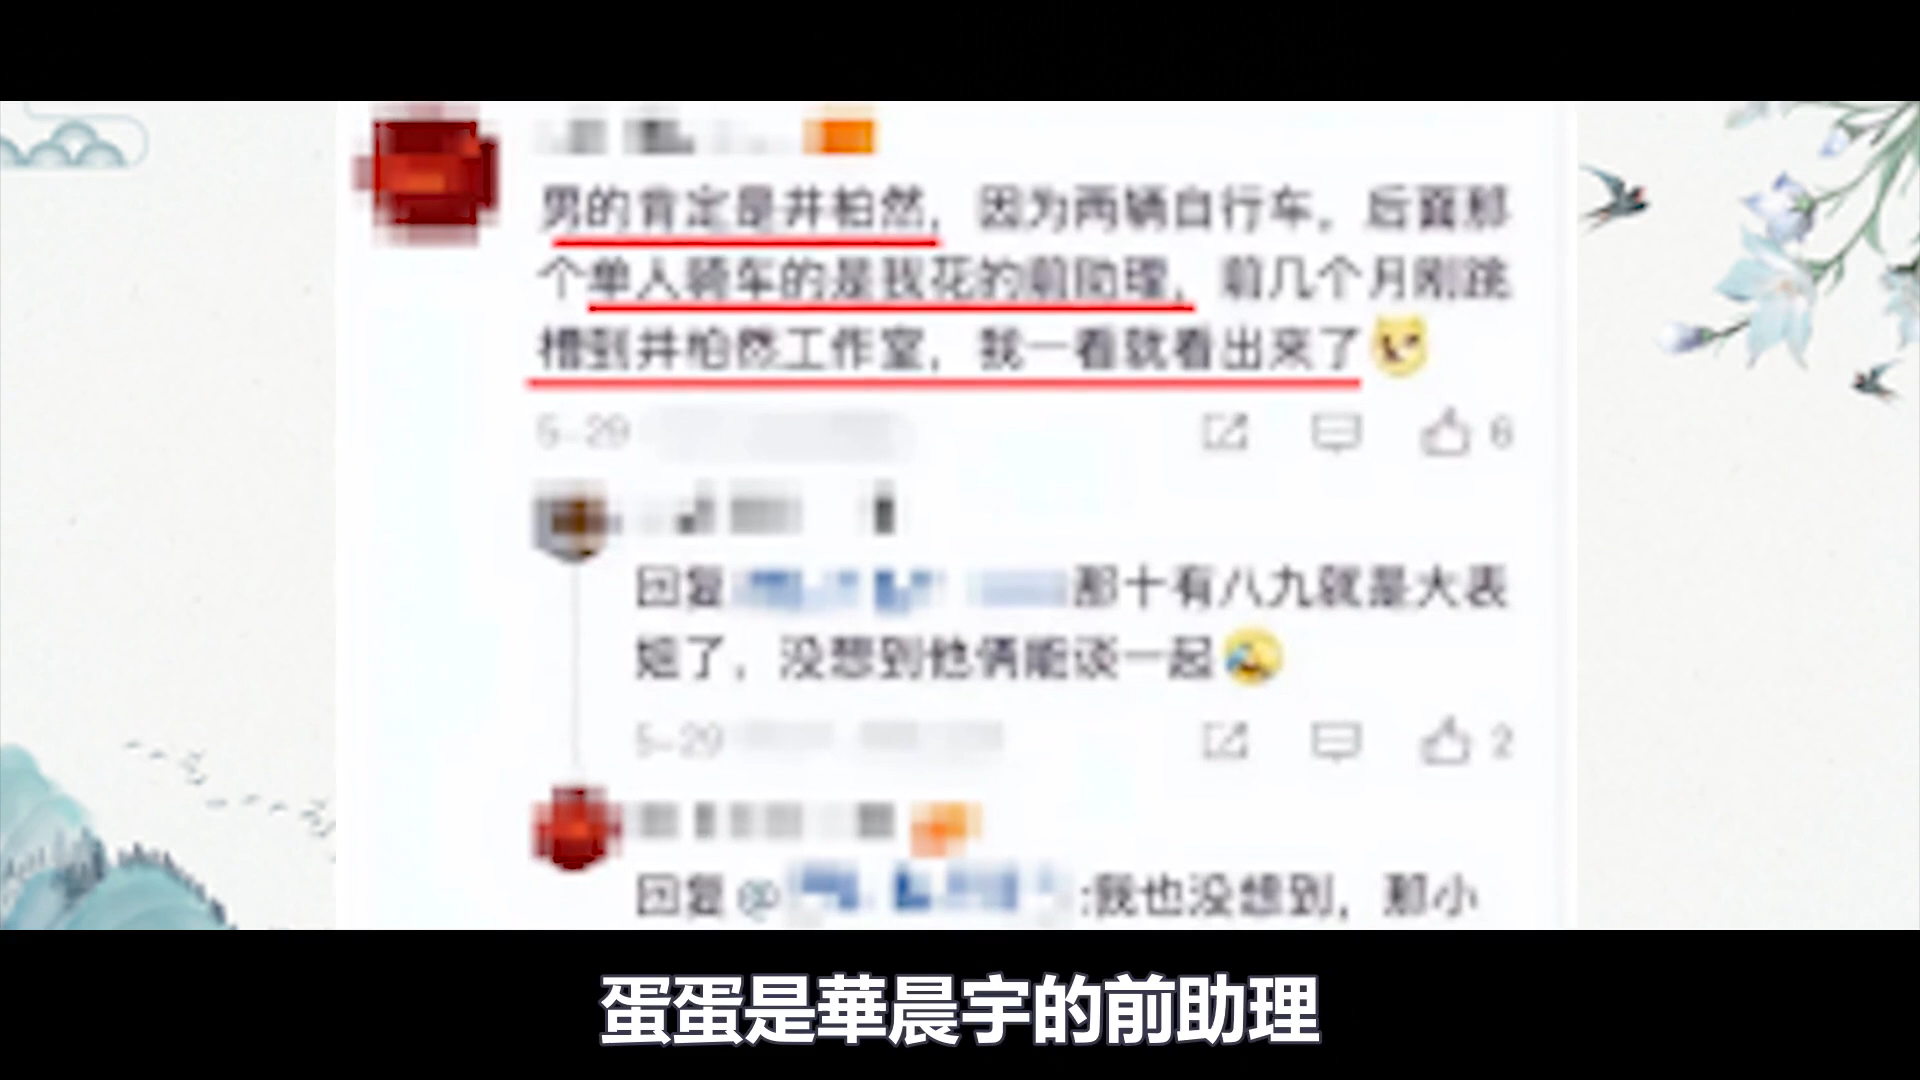 男的肯定是井柏然，因为两辆自行车，后面那
个单人骑车的是我花的前助理，前几个月刚跳
槽到井柏然工作室，我一看就看出来了
5-29
6
回复
那十有八九就是大表
姐了，没想到他俩能谈一起
5-29
2
回复@
:我也没想到，那小
蛋蛋是華晨宇的前助理